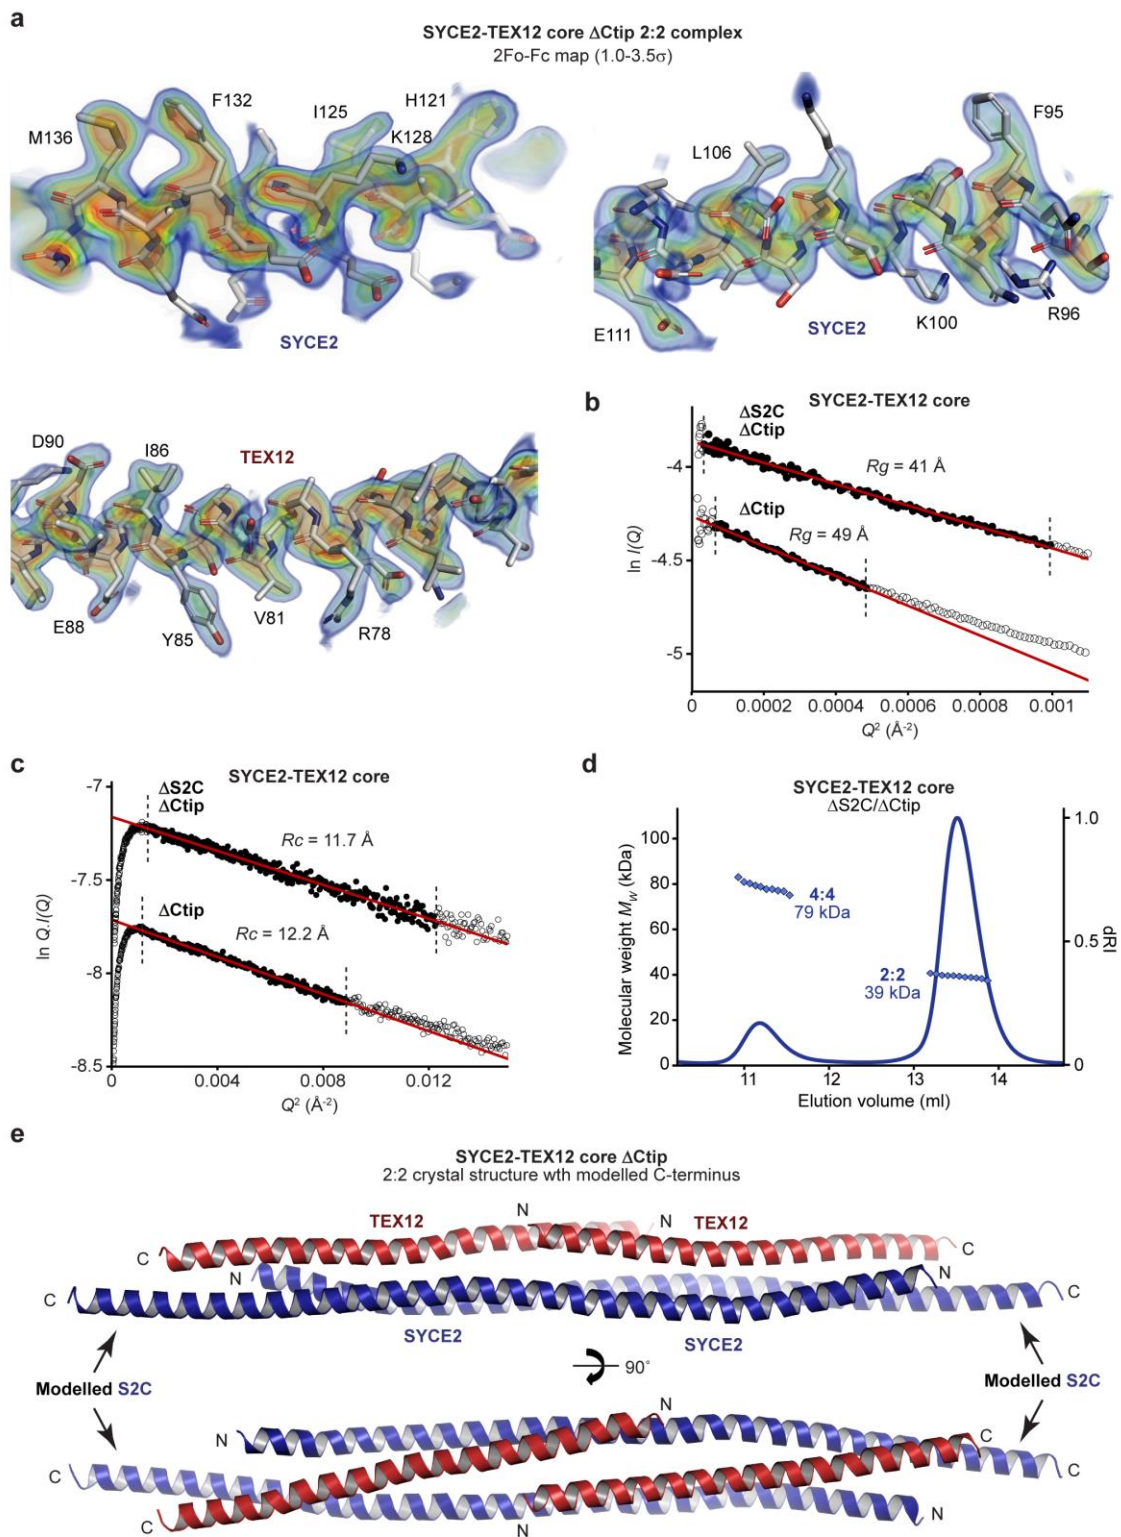 a
SYCE2-TEX12 core ΔCtip 2:2 complex
2Fo-Fc map (1.0-3.5σ)
M136
F132
I125
H121
K128
SYCE2
F95
L106
E111
SYCE2
K100
R96
D90
I86
TEX12
E88
Y85
V81
R78
b
SYCE2-TEX12 core
ΔS2C
ΔCtip
Rg = 41 Å
ΔCtip
Rg = 49 Å
ln I(Q)
-4
-4.5
-5
0
0.0002
0.0004
0.0006
0.0008
0.001
Q² (Å⁻²)
c
SYCE2-TEX12 core
ΔS2C
ΔCtip
Rc = 11.7 Å
ΔCtip
Rc = 12.2 Å
ln Q.I(Q)
-7
-7.5
-8
-8.5
0
0.004
0.008
0.012
Q² (Å⁻²)
d
SYCE2-TEX12 core
ΔS2C/ΔCtip
Molecular weight MW (kDa)
100
80
60
40
20
0
4:4
79 kDa
2:2
39 kDa
1.0
0.5
0
dRI
11
12
13
14
Elution volume (ml)
e
SYCE2-TEX12 core ΔCtip
2:2 crystal structure wth modelled C-terminus
TEX12
N
N
TEX12
C
C
N
N
C
C
SYCE2
SYCE2
Modelled S2C
90°
Modelled S2C
N
N
C
C
C
C
N
N